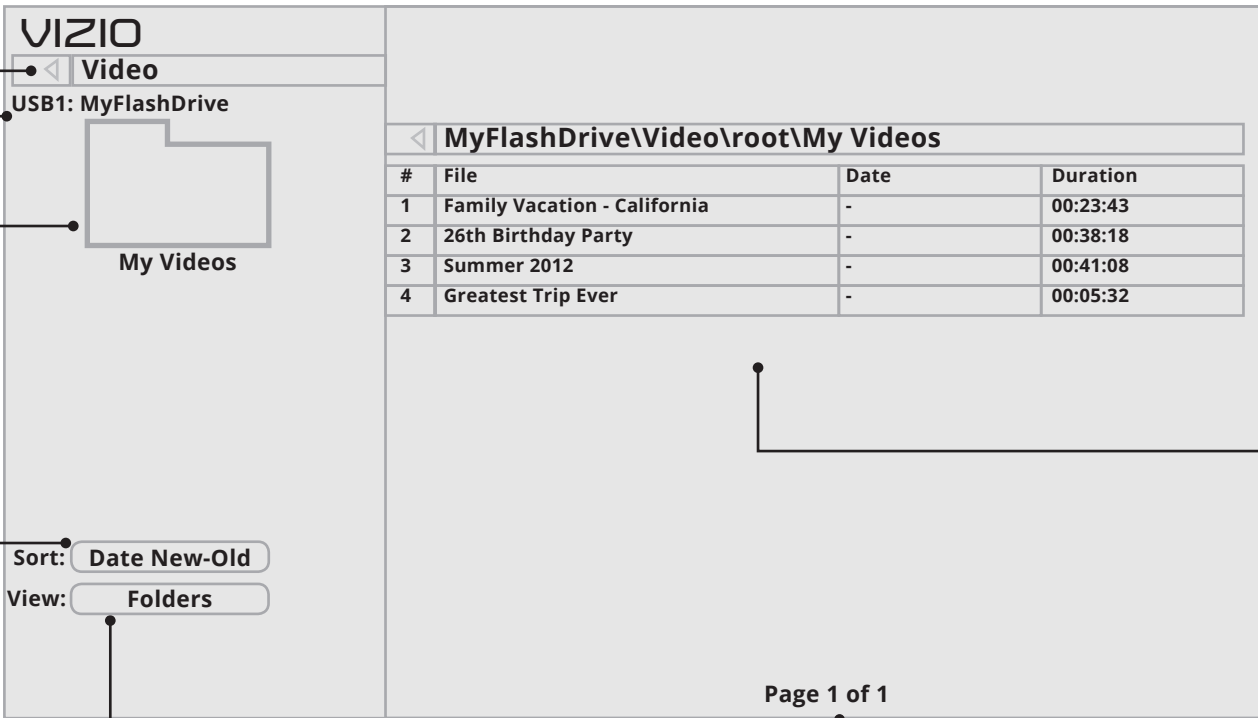 VIZIO
Video
USB1: MyFlashDrive
My Videos
Sort: Date New-Old
View: Folders
MyFlashDrive\Video\root\My Videos
# File Date Duration
1 Family Vacation - California - 00:23:43
2 26th Birthday Party - 00:38:18
3 Summer 2012 - 00:41:08
4 Greatest Trip Ever - 00:05:32
Page 1 of 1